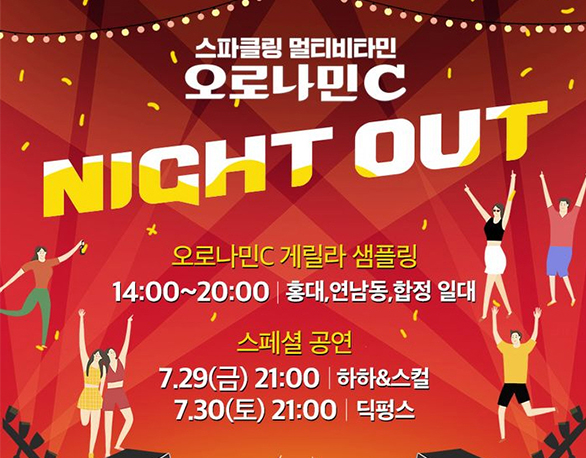 스파클링 멀티비타민
오로나민C
NIGHT OUT
오로나민C 게릴라 샘플링
14:00~20:00 | 홍대,연남동,합정 일대
스페셜 공연
7.29(금) 21:00 | 하하&스컬
7.30(토) 21:00 | 딕펑스